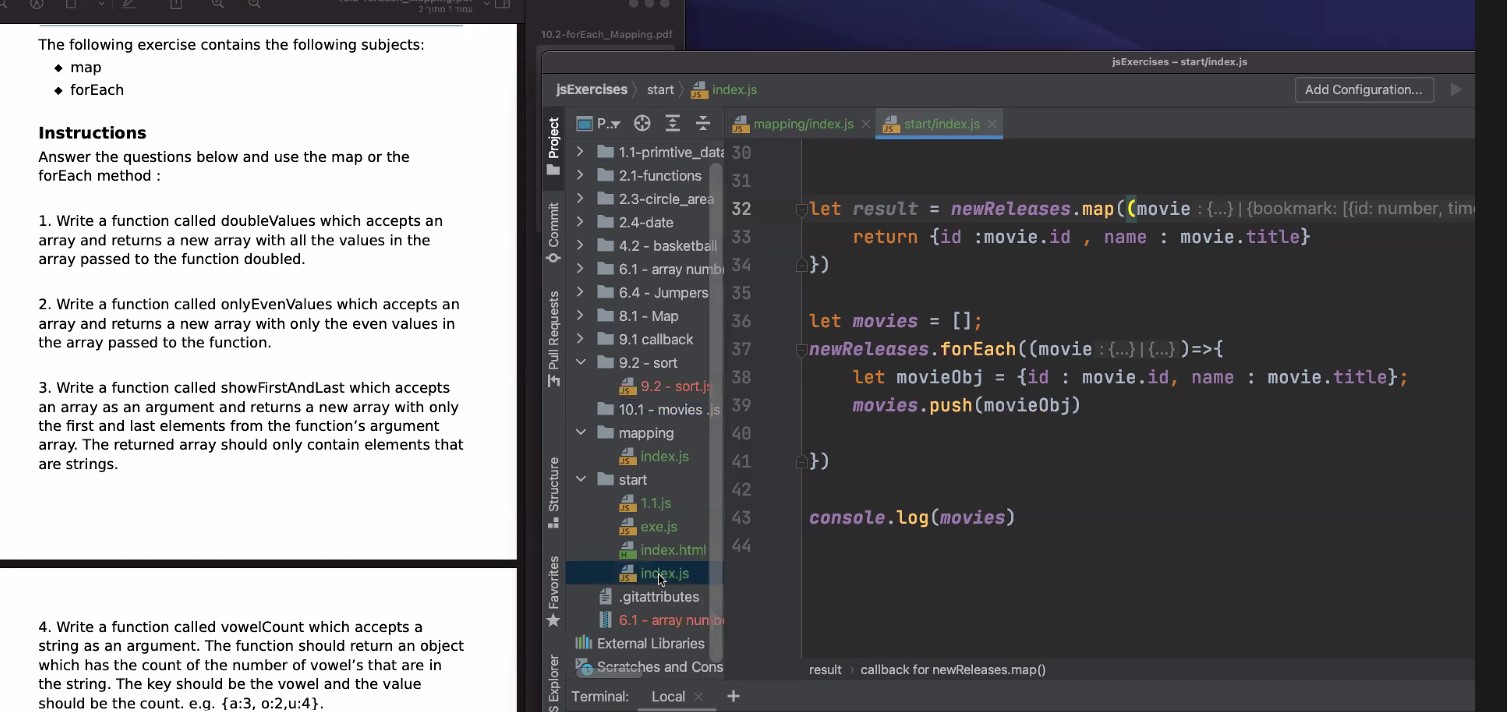 עמוד 1 מתוך 2
The following exercise contains the following subjects:
◆ map
◆ forEach
Instructions
Answer the questions below and use the map or the
forEach method :
1. Write a function called doubleValues which accepts an
array and returns a new array with all the values in the
array passed to the function doubled.
2. Write a function called onlyEvenValues which accepts an
array and returns a new array with only the even values in
the array passed to the function.
3. Write a function called showFirstAndLast which accepts
an array as an argument and returns a new array with only
the first and last elements from the function’s argument
array. The returned array should only contain elements that
are strings.
4. Write a function called vowelCount which accepts a
string as an argument. The function should return an object
which has the count of the number of vowel’s that are in
the string. The key should be the vowel and the value
should be the count. e.g. {a:3, o:2,u:4}.
10.2-forEach_Mapping.pdf
jsExercises – start/index.js
jsExercises 〉 start 〉 index.js
Add Configuration...
Project
Commit
Pull Requests
Structure
Favorites
Explorer
P..
1.1-primtive_data
2.1-functions
2.3-circle_area
2.4-date
4.2 - basketball
6.1 - array numb
6.4 - Jumpers
8.1 - Map
9.1 callback
9.2 - sort
9.2 - sort.js
10.1 - movies .js
mapping
index.js
start
1.1.js
exe.js
index.html
index.js
.gitattributes
6.1 - array numb
External Libraries
Scratches and Cons
mapping/index.js
start/index.js
30
31
32 let result = newReleases.map((movie : {...} | {bookmark: [{id: number, time
33 return {id :movie.id , name : movie.title}
34 })
35
36 let movies = [];
37 newReleases.forEach((movie : {...} | {...} )=>{
38 let movieObj = {id : movie.id, name : movie.title};
39 movies.push(movieObj)
40
41 })
42
43 console.log(movies)
44
result › callback for newReleases.map()
Terminal: Local × +